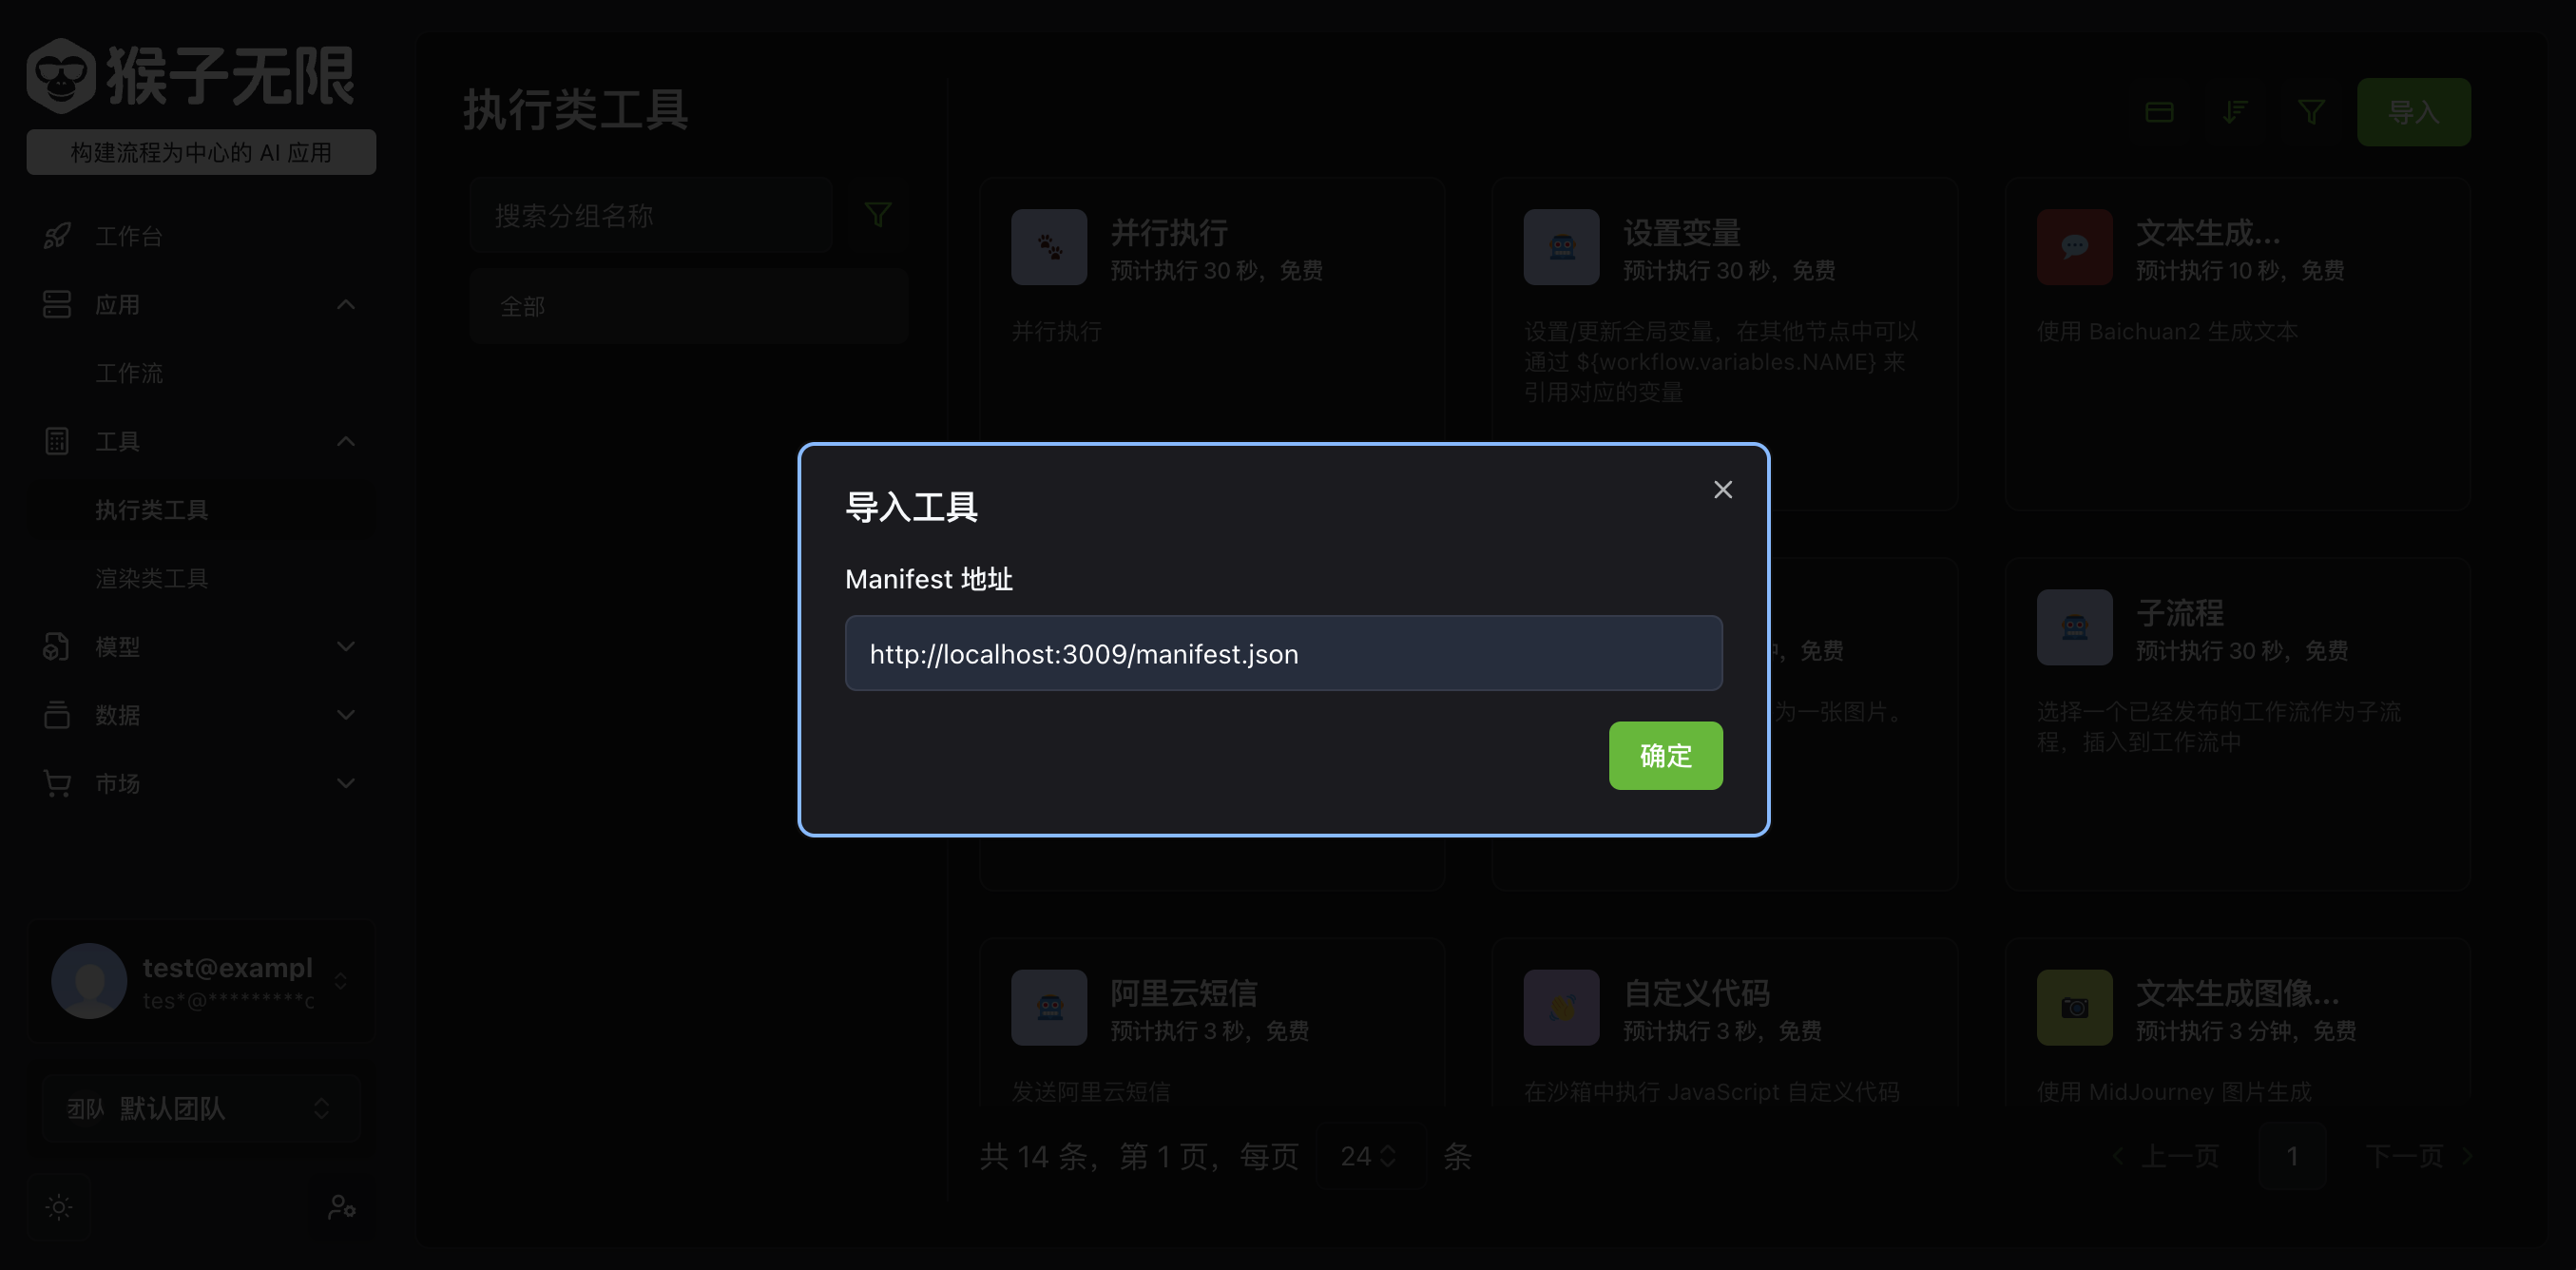 猴子无限
构建流程为中心的 AI 应用
工作台
应用
工作流
工具
执行类工具
渲染类工具
模型
数据
市场
test@exampl
tes*@*********c
团队 默认团队
执行类工具
搜索分组名称
全部
导入
并行执行
预计执行 30 秒，免费
并行执行
设置变量
预计执行 30 秒，免费
设置/更新全局变量，在其他节点中可以
通过 ${workflow.variables.NAME} 来
引用对应的变量
文本生成...
预计执行 10 秒，免费
使用 Baichuan2 生成文本
导入工具
Manifest 地址
http://localhost:3009/manifest.json
确定
，免费
为一张图片。
子流程
预计执行 30 秒，免费
选择一个已经发布的工作流作为子流
程，插入到工作流中
阿里云短信
预计执行 3 秒，免费
发送阿里云短信
自定义代码
预计执行 3 秒，免费
在沙箱中执行 JavaScript 自定义代码
文本生成图像...
预计执行 3 分钟，免费
使用 MidJourney 图片生成
共 14 条，第 1 页，每页 24 条
上一页 1 下一页